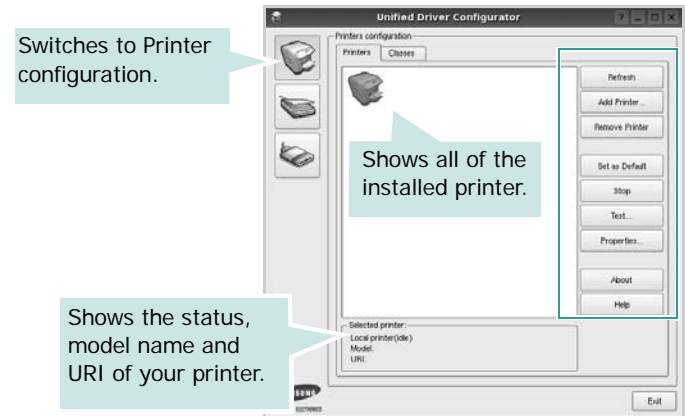 Unified Driver Configurator
Switches to Printer
configuration.
Printers configuration
Printers Classes
Refresh
Add Printer...
Remove Printer
Set as Default
Stop
Test...
Properties...
About
Help
Shows all of the
installed printer.
Shows the status,
model name and
URI of your printer.
Selected printer:
Local printer(idle)
Model:
URI:
ELECTRONICS
Exit